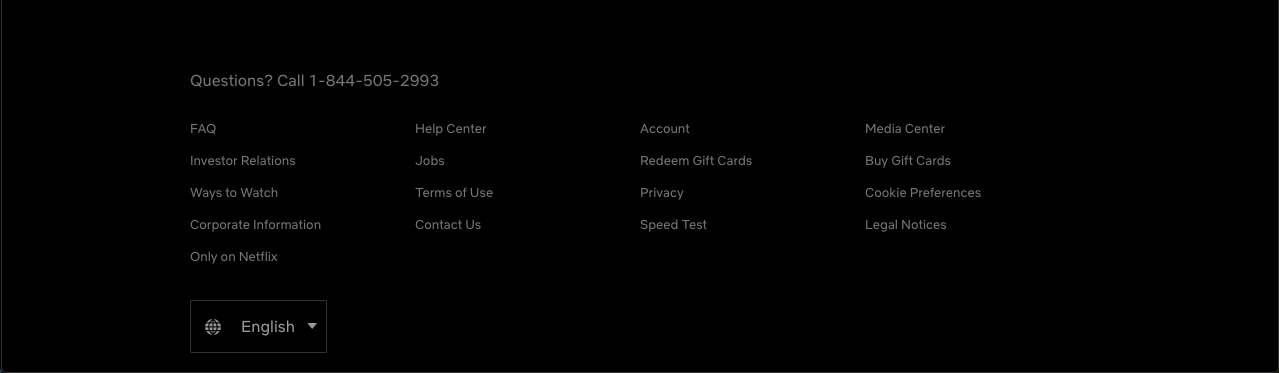 Questions? Call 1-844-505-2993
FAQ Help Center Account Media Center
Investor Relations Jobs Redeem Gift Cards Buy Gift Cards
Ways to Watch Terms of Use Privacy Cookie Preferences
Corporate Information Contact Us Speed Test Legal Notices
Only on Netflix
English